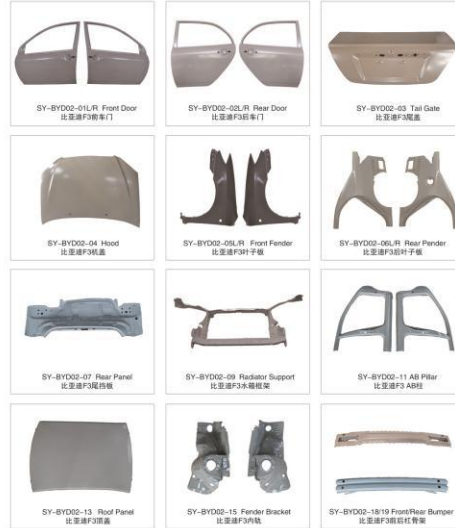 SY-BYD02-01L/R Front Door
比亚迪F3前车门
SY-BYD02-02L/R Rear Door
比亚迪F3后车门
SY-BYD02-03 Tail Gate
比亚迪F3尾盖
SY-BYD02-04 Hood
比亚迪F3机盖
SY-BYD02-05L/R Front Fender
比亚迪F3叶子板
SY-BYD02-06L/R Rear Pender
比亚迪F3后叶子板
SY-BYD02-07 Rear Panel
比亚迪F3尾挡板
SY-BYD02-09 Radiator Support
比亚迪F3水箱框架
SY-BYD02-11 AB Pillar
比亚迪F3 AB柱
SY-BYD02-13 Roof Panel
比亚迪F3顶盖
SY-BYD02-15 Fender Bracket
比亚迪F3内轨
SY-BYD02-18/19 Front/Rear Bumper
比亚迪F3前后杠骨架